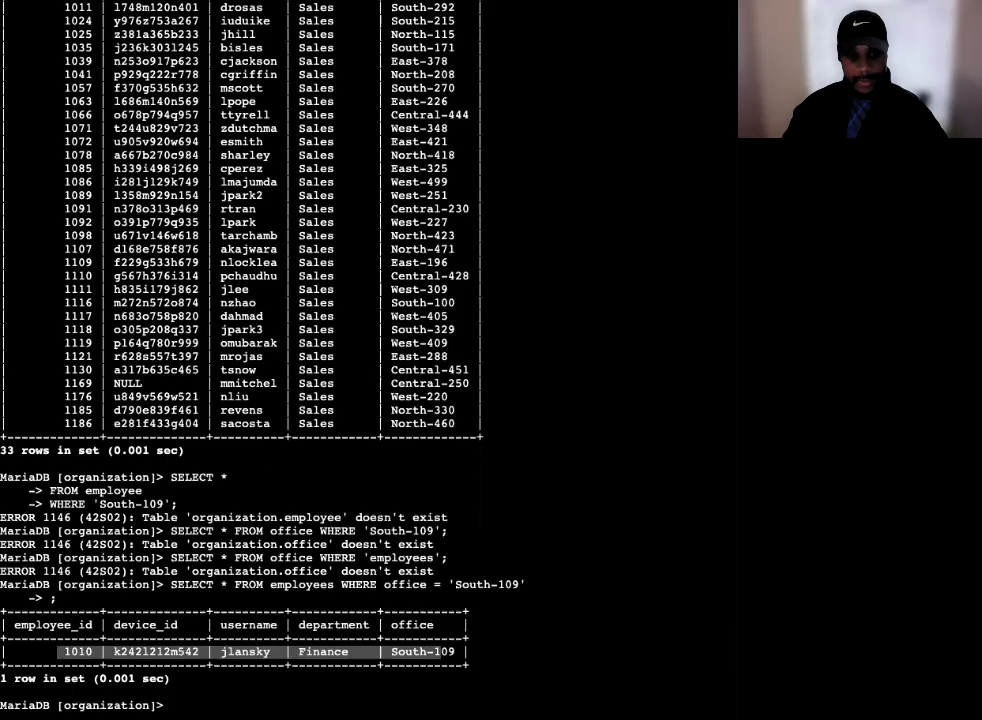 | 1011 | l748m120n401 | drosas | Sales | South-292 |
| 1024 | y976z753a267 | iuduike | Sales | South-215 |
| 1025 | z381a365b233 | jhill | Sales | North-115 |
| 1035 | j236k303l245 | bisles | Sales | South-171 |
| 1039 | n253o917p623 | cjackson | Sales | East-378 |
| 1041 | p929q222r778 | cgriffin | Sales | North-208 |
| 1057 | f370g535h632 | mscott | Sales | South-270 |
| 1063 | l686m140n569 | lpope | Sales | East-226 |
| 1066 | o678p794q957 | ttyrell | Sales | Central-444 |
| 1071 | t244u829v723 | zdutchma | Sales | West-348 |
| 1072 | u905v920w694 | esmith | Sales | East-421 |
| 1078 | a667b270c984 | sharley | Sales | North-418 |
| 1085 | h339i498j269 | cperez | Sales | East-325 |
| 1086 | i281j129k749 | lmajumda | Sales | West-499 |
| 1089 | l358m929n154 | jpark2 | Sales | West-251 |
| 1091 | n378o313p469 | rtran | Sales | Central-230 |
| 1092 | o391p779q935 | lpark | Sales | West-227 |
| 1098 | u671v146w618 | tarchamb | Sales | North-423 |
| 1107 | d168e758f876 | akajwara | Sales | North-471 |
| 1109 | f229g533h679 | nlocklea | Sales | East-196 |
| 1110 | g567h376i314 | pchaudhu | Sales | Central-428 |
| 1111 | h835i179j862 | jlee | Sales | West-309 |
| 1116 | m272n572o874 | nzhao | Sales | South-100 |
| 1117 | n683o758p820 | dahmad | Sales | West-405 |
| 1118 | o305p208q337 | jpark3 | Sales | South-329 |
| 1119 | p164q780r999 | omubarak | Sales | West-409 |
| 1121 | r628s557t397 | mrojas | Sales | East-288 |
| 1130 | a317b635c465 | tsnow | Sales | Central-451 |
| 1169 | NULL | mmitchel | Sales | Central-250 |
| 1176 | u849v569w521 | nliu | Sales | West-220 |
| 1185 | d790e839f461 | revens | Sales | North-330 |
| 1186 | e281f433g404 | sacosta | Sales | North-460 |
+-------------+--------------+----------+------------+-------------+
33 rows in set (0.001 sec)
MariaDB [organization]> SELECT *
-> FROM employee
-> WHERE 'South-109';
ERROR 1146 (42S02): Table 'organization.employee' doesn't exist
MariaDB [organization]> SELECT * FROM office WHERE 'South-109';
ERROR 1146 (42S02): Table 'organization.office' doesn't exist
MariaDB [organization]> SELECT * FROM office WHERE 'employees';
ERROR 1146 (42S02): Table 'organization.office' doesn't exist
MariaDB [organization]> SELECT * FROM employees WHERE office = 'South-109'
-> ;
+-------------+--------------+----------+------------+-----------+
| employee_id | device_id | username | department | office |
+-------------+--------------+----------+------------+-----------+
| 1010 | k242l212m542 | jlansky | Finance | South-109 |
+-------------+--------------+----------+------------+-----------+
1 row in set (0.001 sec)
MariaDB [organization]>